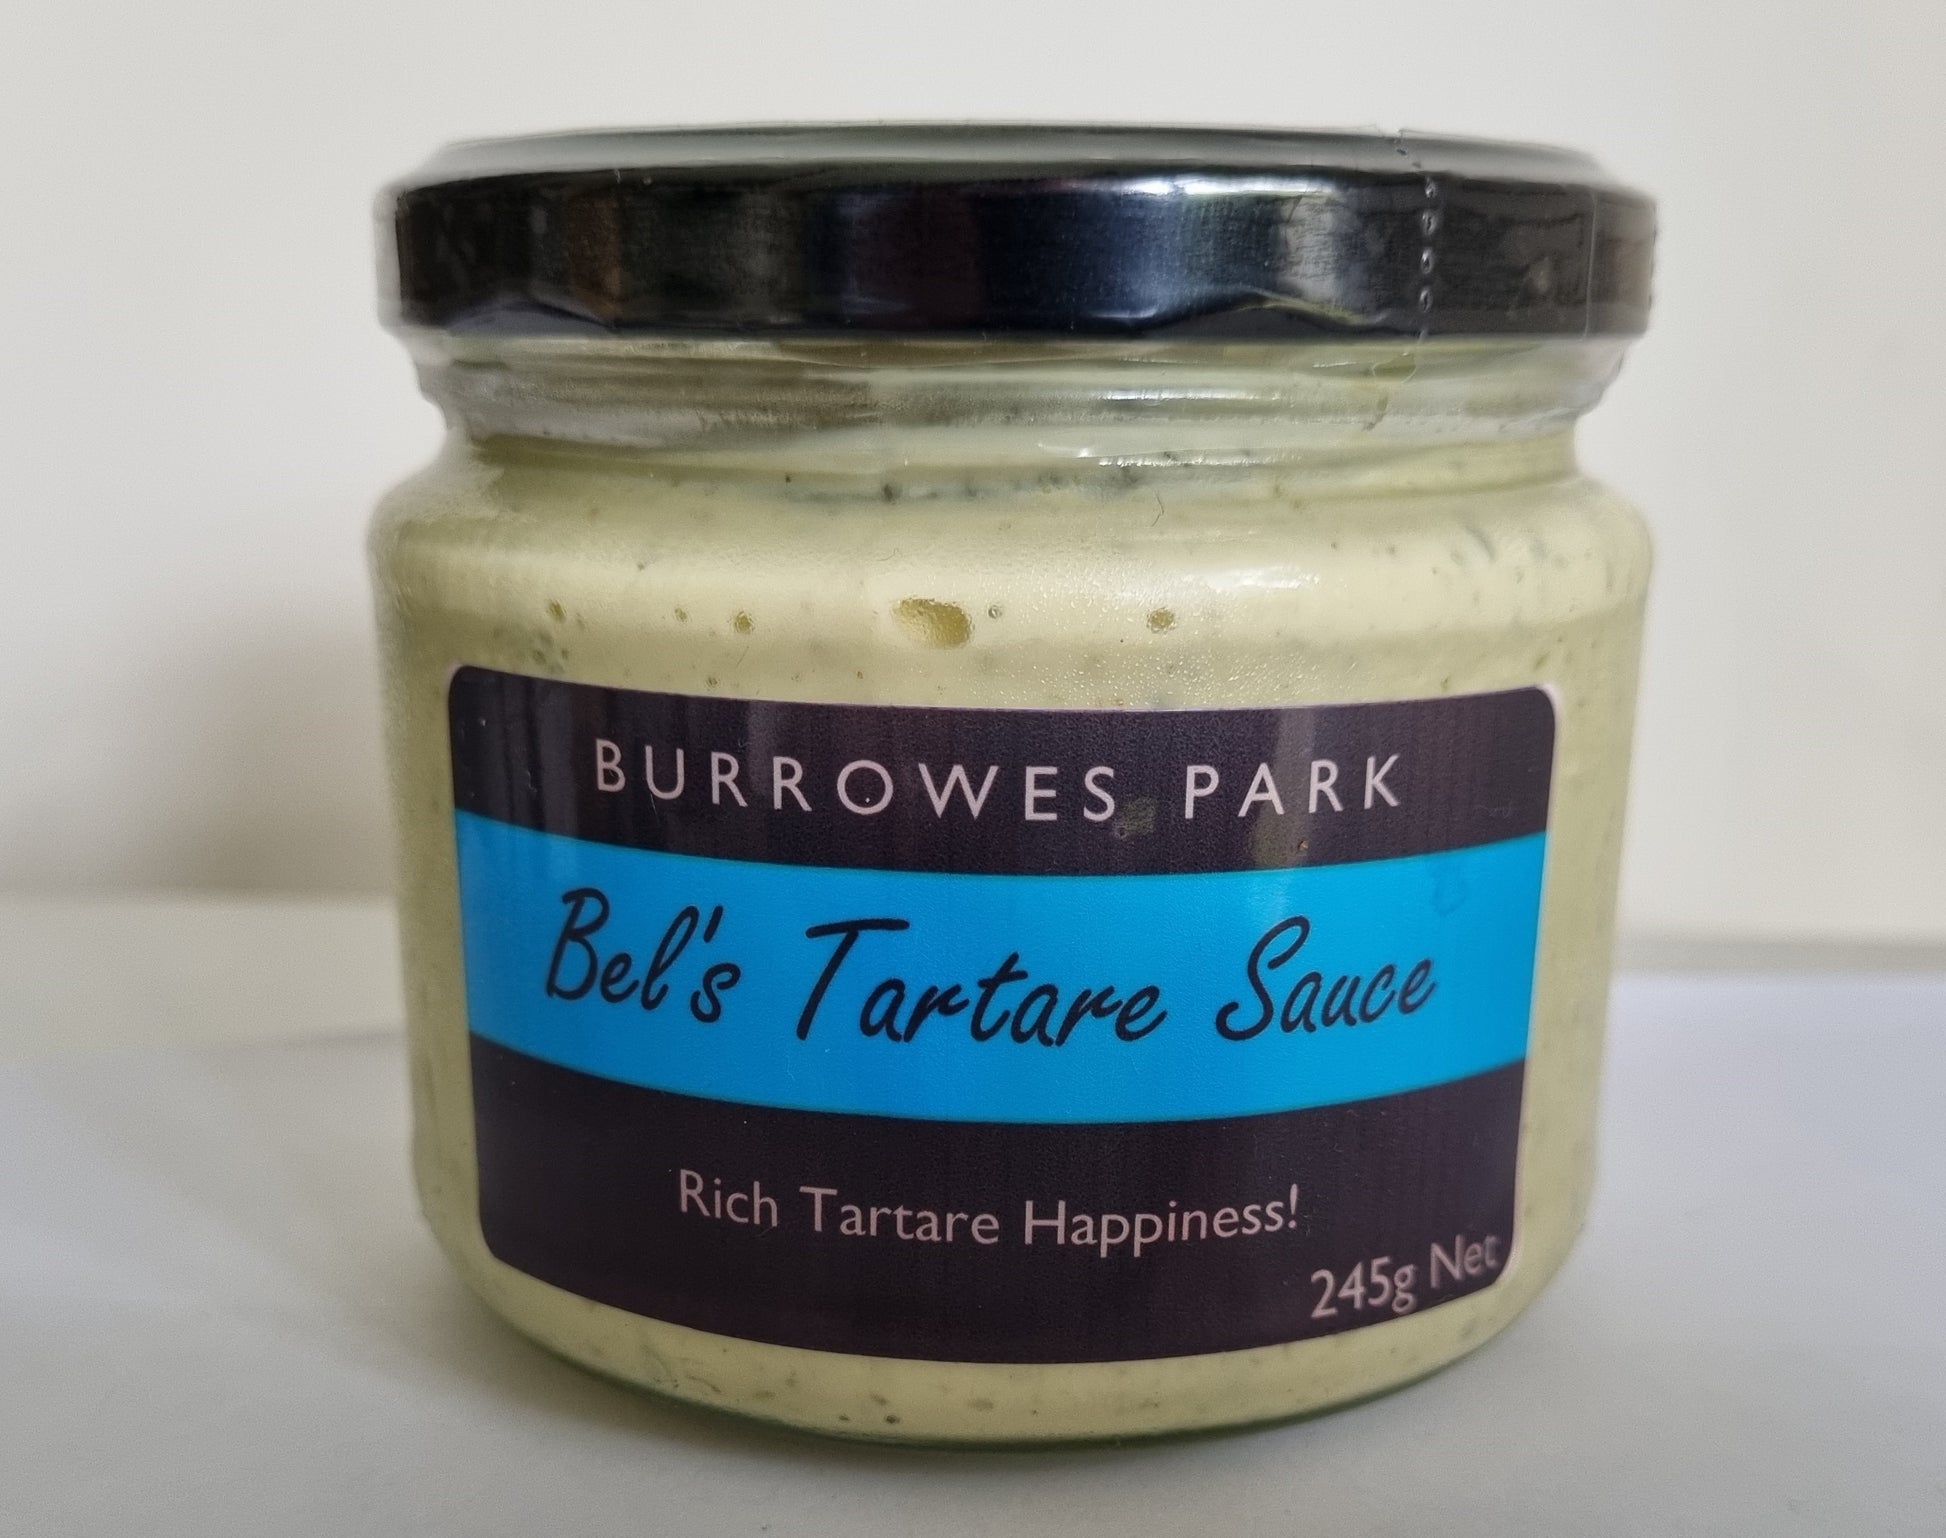 BURROWES PARK
Bel's Tartare Sauce
Rich Tartare Happiness!
245g Net